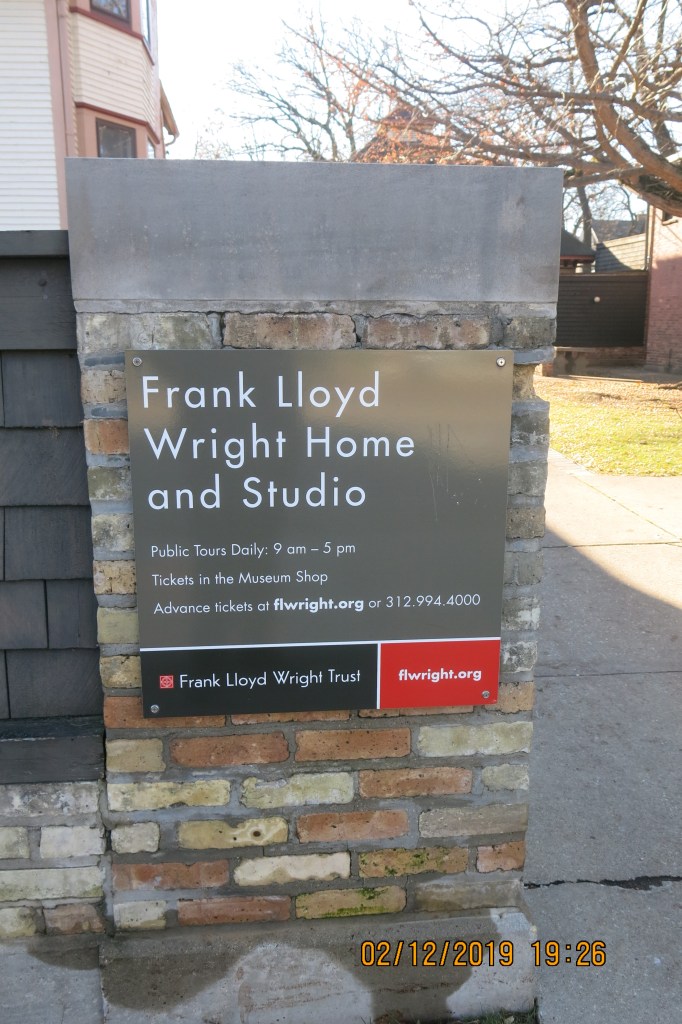 Frank Lloyd
Wright Home
and Studio
Public Tours Daily: 9 am – 5 pm
Tickets in the Museum Shop
Advance tickets at flwright.org or 312.994.4000
Frank Lloyd Wright Trust
flwright.org
02/12/2019 19:26